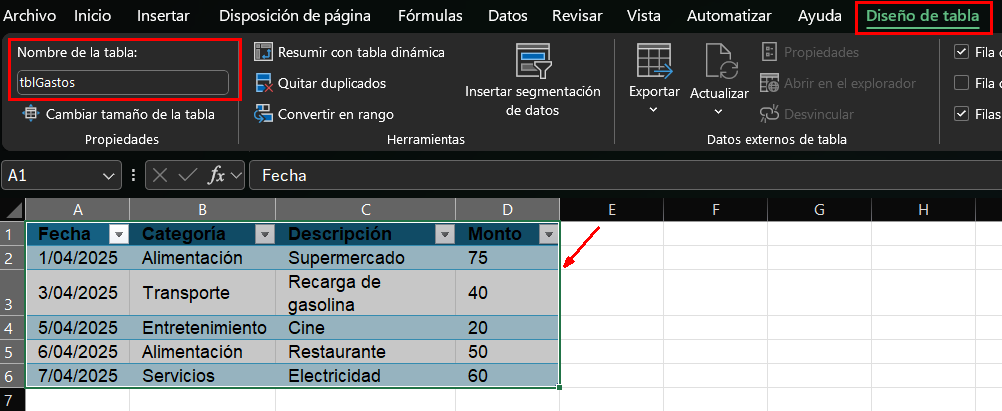 Archivo Inicio Insertar Disposición de página Fórmulas Datos Revisar Vista Automatizar Ayuda Diseño de tabla
Nombre de la tabla:
tblGastos
Cambiar tamaño de la tabla
Propiedades
Resumir con tabla dinámica
Quitar duplicados
Convertir en rango
Insertar segmentación
de datos
Herramientas
Exportar
Actualizar
Propiedades
Abrir en el explorador
Desvincular
Datos externos de tabla
Fila
Filas
A1 fx Fecha
A B C D E F G H
1 Fecha Categoría Descripción Monto
2 1/04/2025 Alimentación Supermercado 75
3 3/04/2025 Transporte Recarga de
gasolina 40
4 5/04/2025 Entretenimiento Cine 20
5 6/04/2025 Alimentación Restaurante 50
6 7/04/2025 Servicios Electricidad 60
7